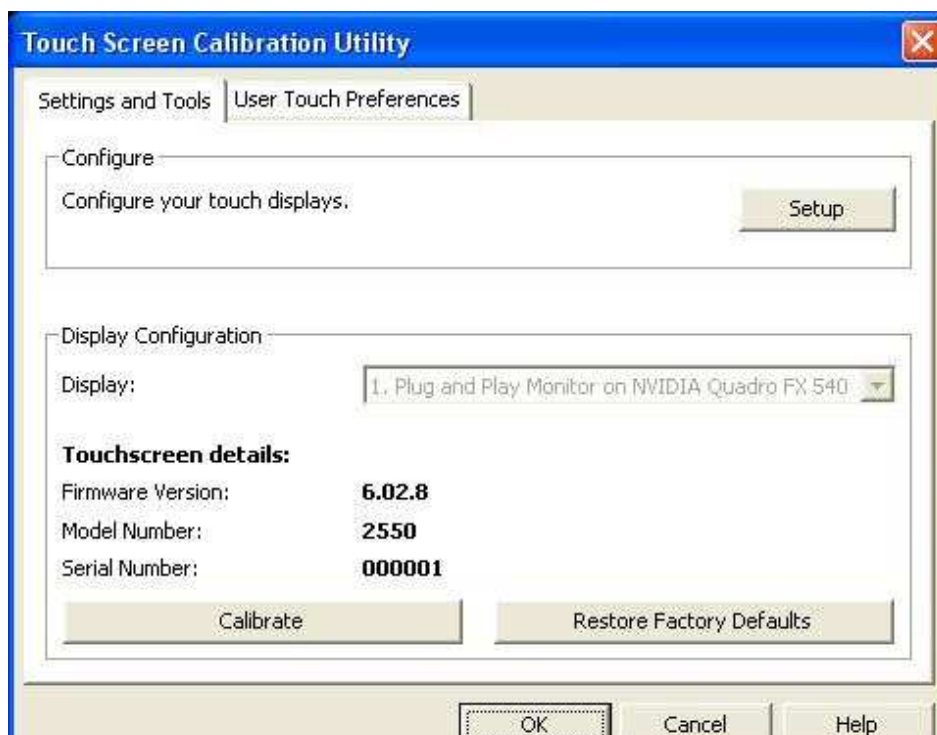 Touch Screen Calibration Utility
Settings and Tools User Touch Preferences
Configure
Configure your touch displays.
Setup
Display Configuration
Display: 1. Plug and Play Monitor on NVIDIA Quadro FX 540
Touchscreen details:
Firmware Version: 6.02.8
Model Number: 2550
Serial Number: 000001
Calibrate Restore Factory Defaults
OK Cancel Help